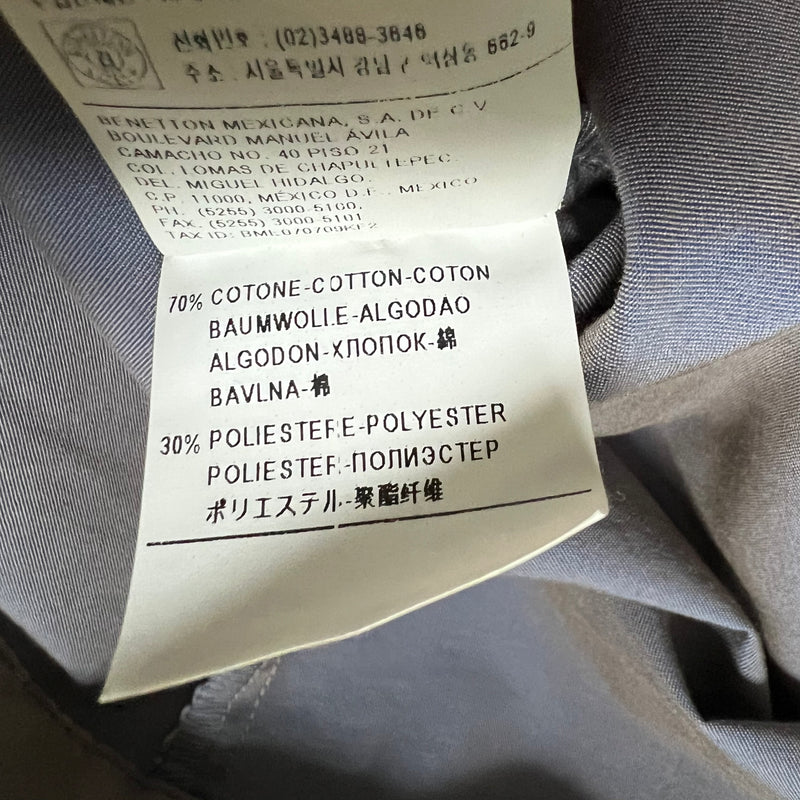 전화번호 : (02)3488-3648
주소 : 서울특별시 강남구 역삼동 662-9
BENETTON MEXICANA, S.A. DE C.V
BOULEVARD MANUEL ÁVILA
CAMACHO NO. 40 PISO 21
COL. LOMAS DE CHAPULTEPEC.
DEL. MIGUEL HIDALGO.
C.P. 11000, MÉXICO D.F., MEXICO
PH. (5255) 3000-5100.
FAX. (5255) 3000-5101
TAX ID:
70% COTONE-COTTON-COTON
BAUMWOLLE-ALGODAO
ALGODON-ХЛОПОК-綿
BAVLNA-棉
30% POLIESTERE-POLYESTER
POLIESTER-ПОЛИЭСТЕР
ポリエステル-聚酯纤维